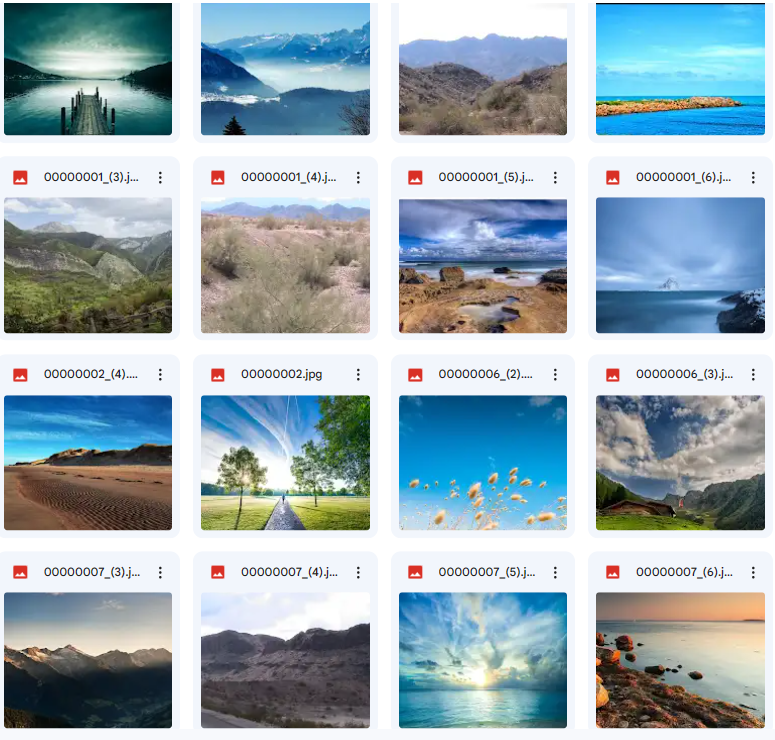 00000001_(3).j...
00000001_(4).j...
00000001_(5).j...
00000001_(6).j...
00000002_(4)....
00000002.jpg
00000006_(2)....
00000006_(3).j...
00000007_(3).j...
00000007_(4).j...
00000007_(5).j...
00000007_(6).j...